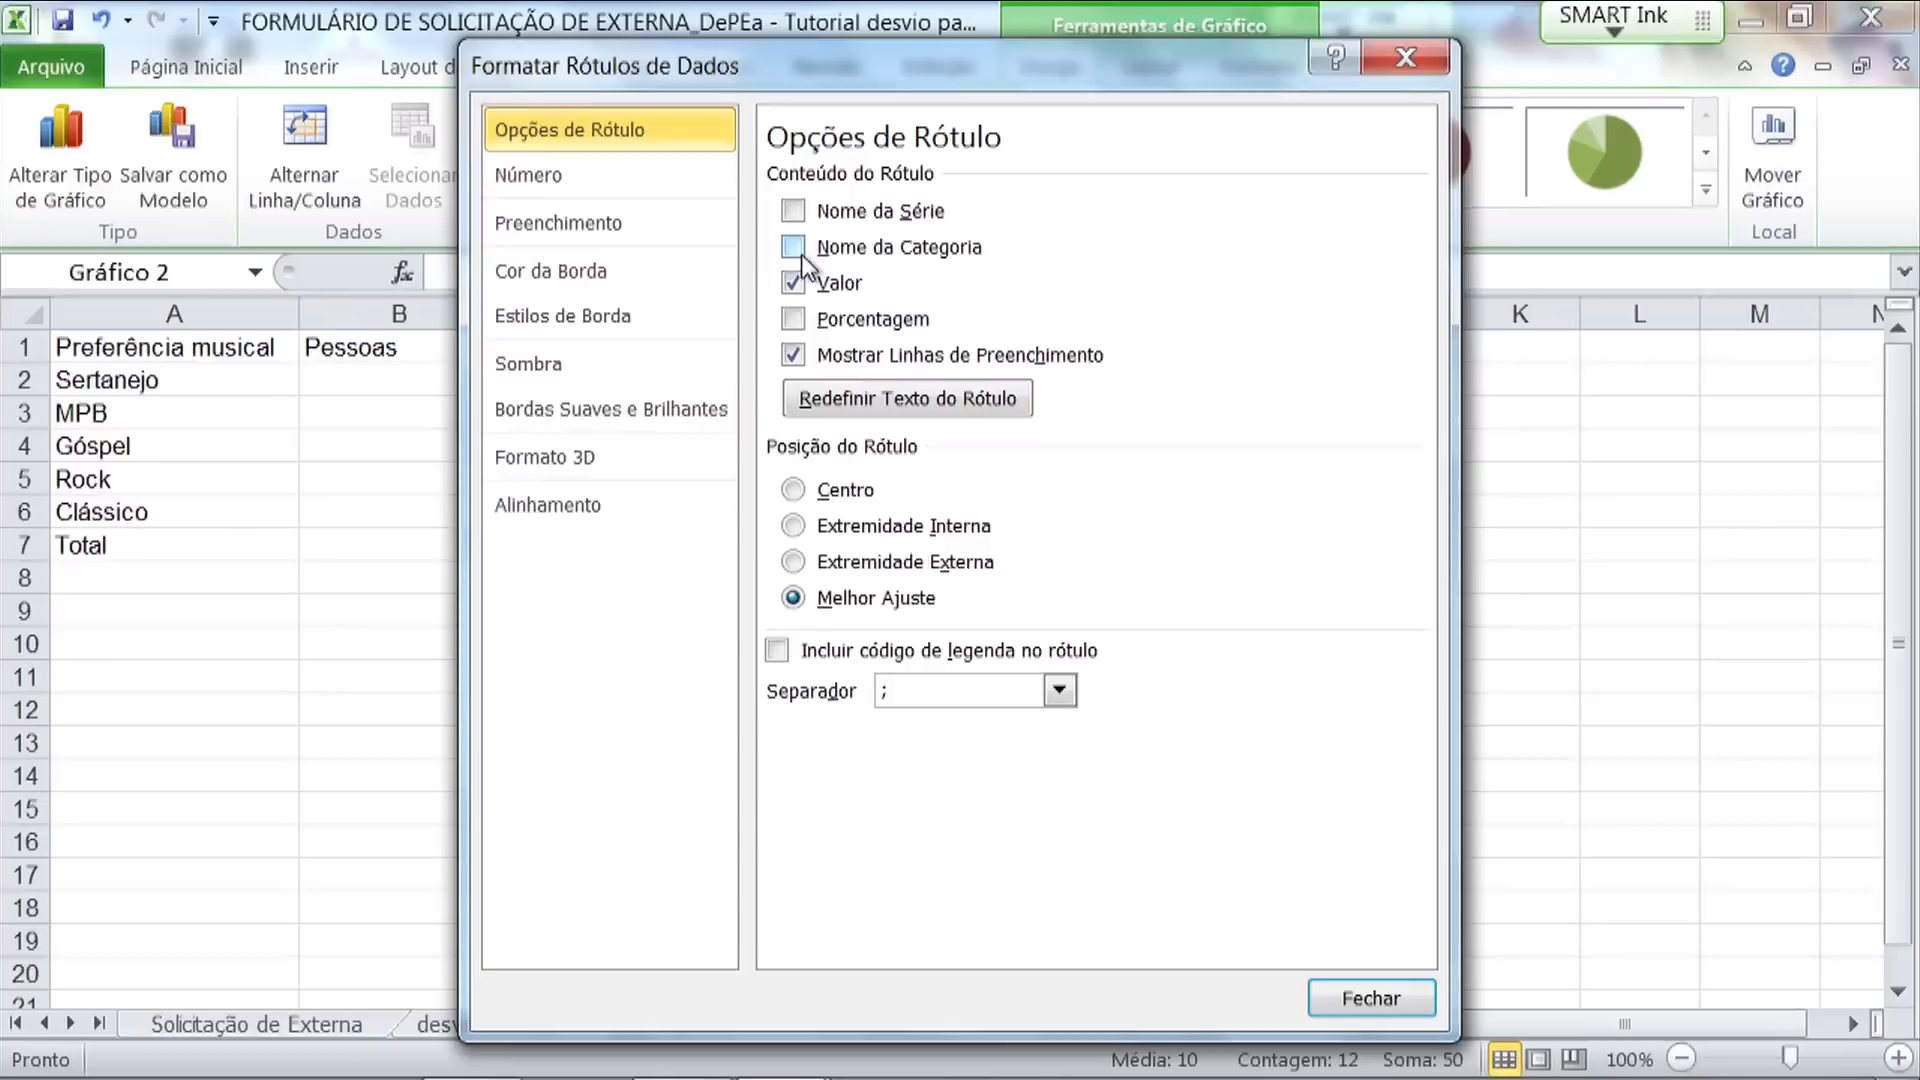 FORMULÁRIO DE SOLICITAÇÃO DE EXTERNA_DePEa - Tutorial desvio pa...
Ferramentas de Gráfico
SMART Ink
Arquivo
Página Inicial
Inserir
Layout d
Formatar Rótulos de Dados
Alterar Tipo de Gráfico
Salvar como Modelo
Alternar Linha/Coluna
Selecionar Dados
Mover Gráfico
Tipo
Dados
Local
Gráfico 2
fx
Opções de Rótulo
Número
Preenchimento
Cor da Borda
Estilos de Borda
Sombra
Bordas Suaves e Brilhantes
Formato 3D
Alinhamento
Opções de Rótulo
Conteúdo do Rótulo
Nome da Série
Nome da Categoria
Valor
Porcentagem
Mostrar Linhas de Preenchimento
Redefinir Texto do Rótulo
Posição do Rótulo
Centro
Extremidade Interna
Extremidade Externa
Melhor Ajuste
Incluir código de legenda no rótulo
Separador ;
Fechar
A B K L M N
1 Preferência musical Pessoas
2 Sertanejo
3 MPB
4 Góspel
5 Rock
6 Clássico
7 Total
8
9
10
11
12
13
14
15
16
17
18
19
20
21
Solicitação de Externa
desv
Pronto
Média: 10 Contagem: 12 Soma: 50
100%